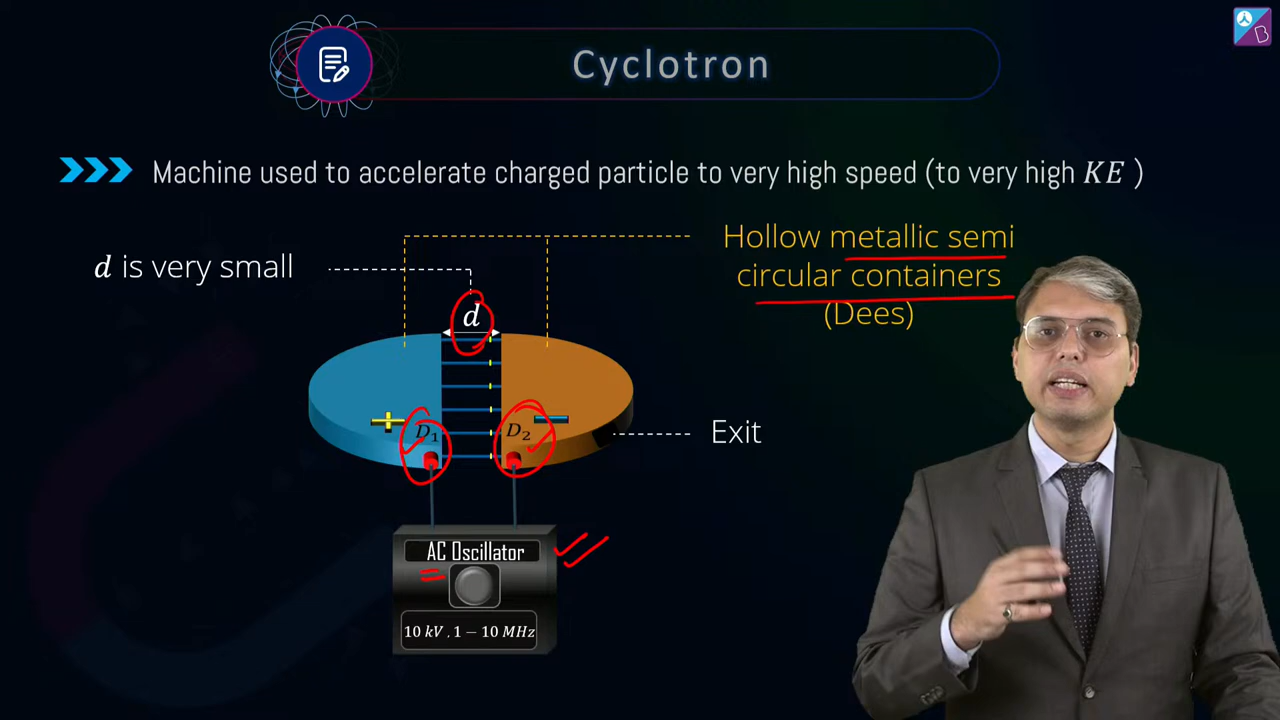 Cyclotron
Machine used to accelerate charged particle to very high speed (to very high KE )
Hollow metallic semi
circular containers
(Dees)
d is very small
d
+
−
D₁
D₂
Exit
AC Oscillator
10 kV . 1 − 10 MHz
B